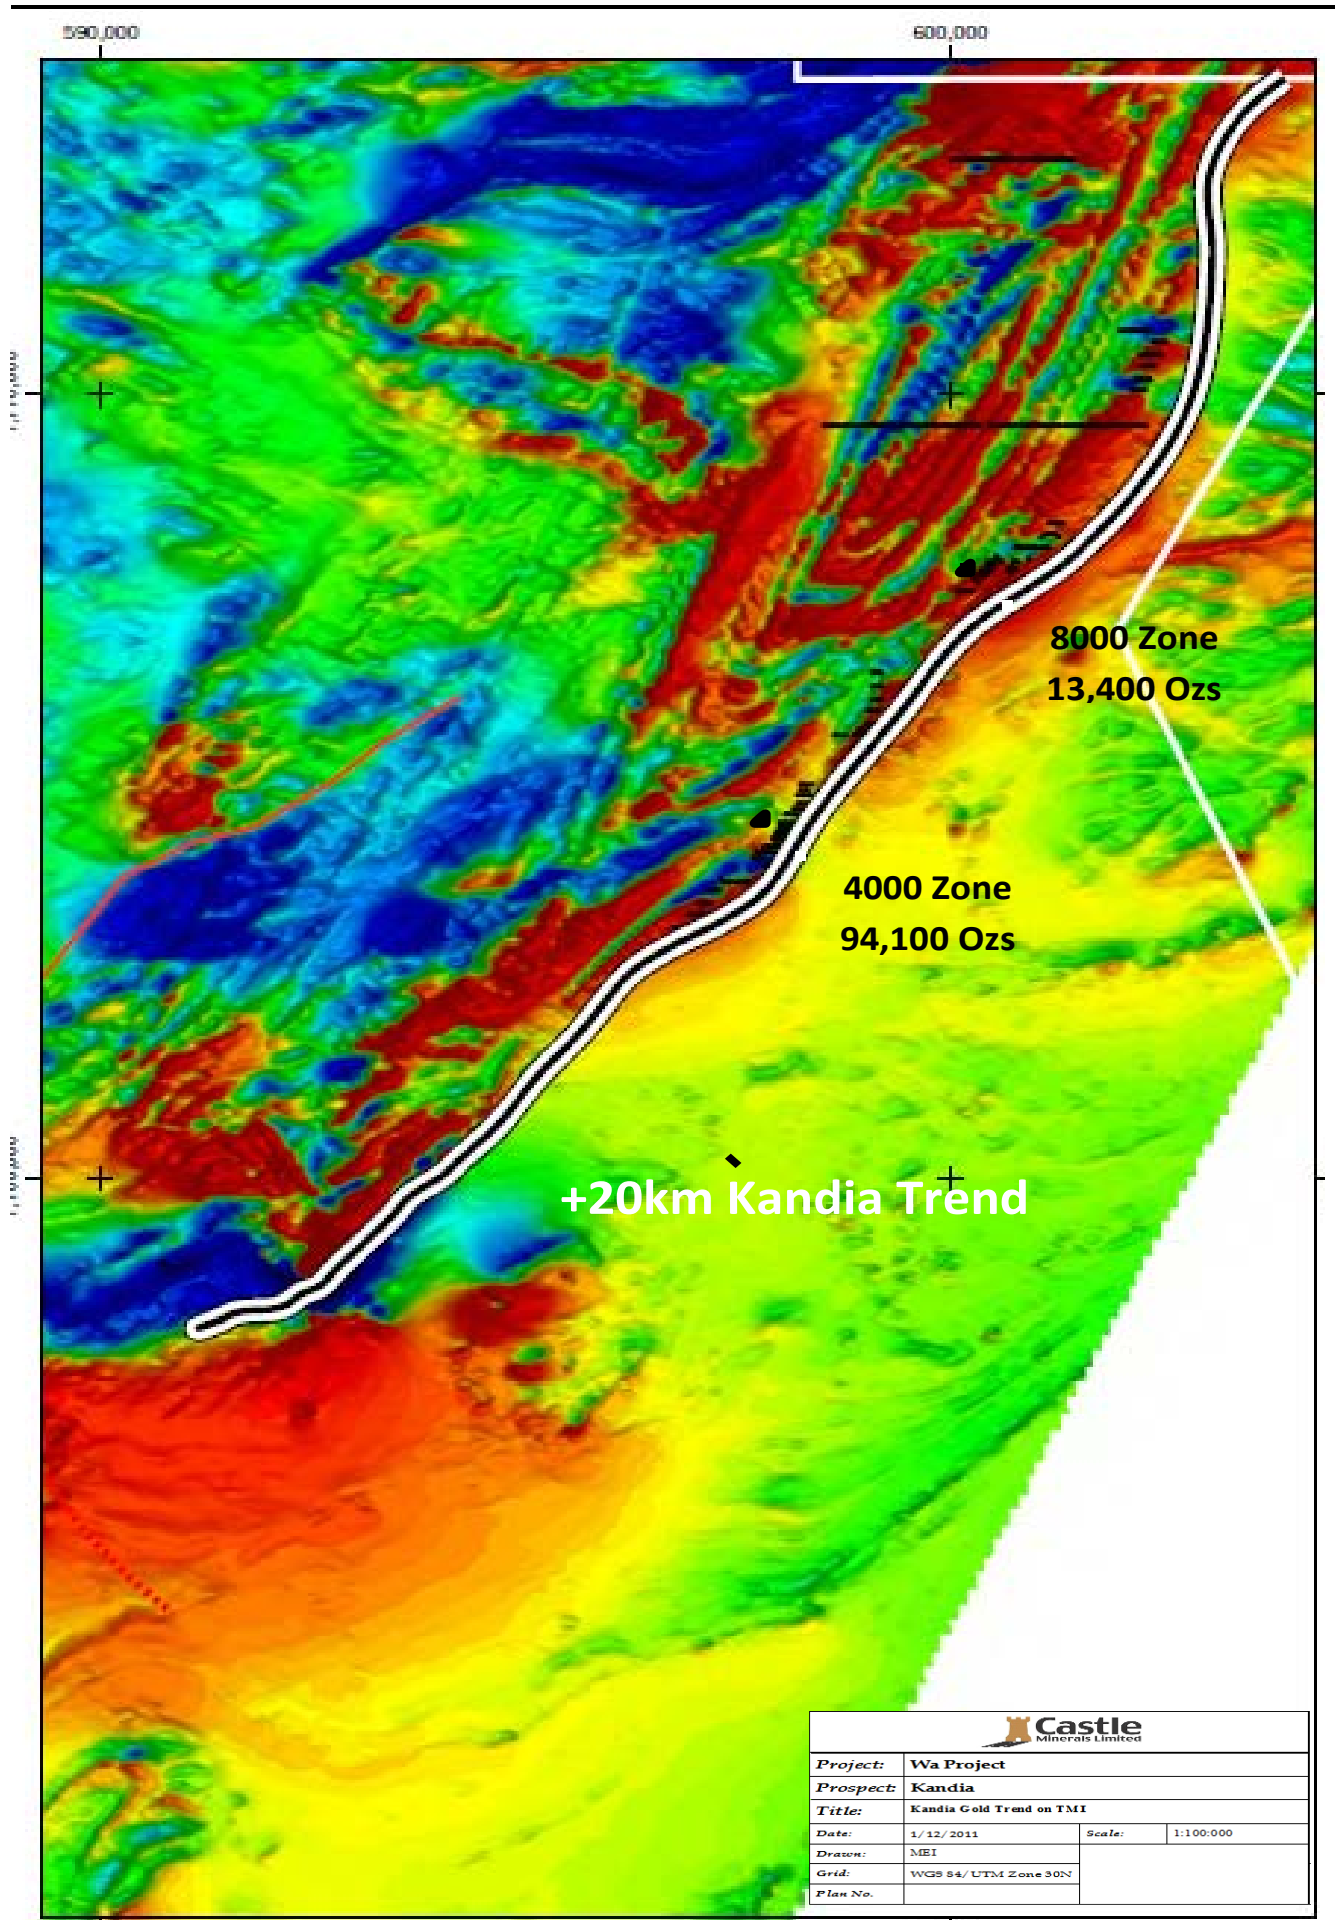 590,000
600,000
8000 Zone
13,400 Ozs
4000 Zone
94,100 Ozs
+20km Kandia Trend
Castle
Minerals Limited
Project: Wa Project
Prospect: Kandia
Title: Kandia Gold Trend on TMI
Date: 1/12/2011 Scale: 1:100:000
Drawn: MEI
Grid: WGS 84/ UTM Zone 30N
Plan No.